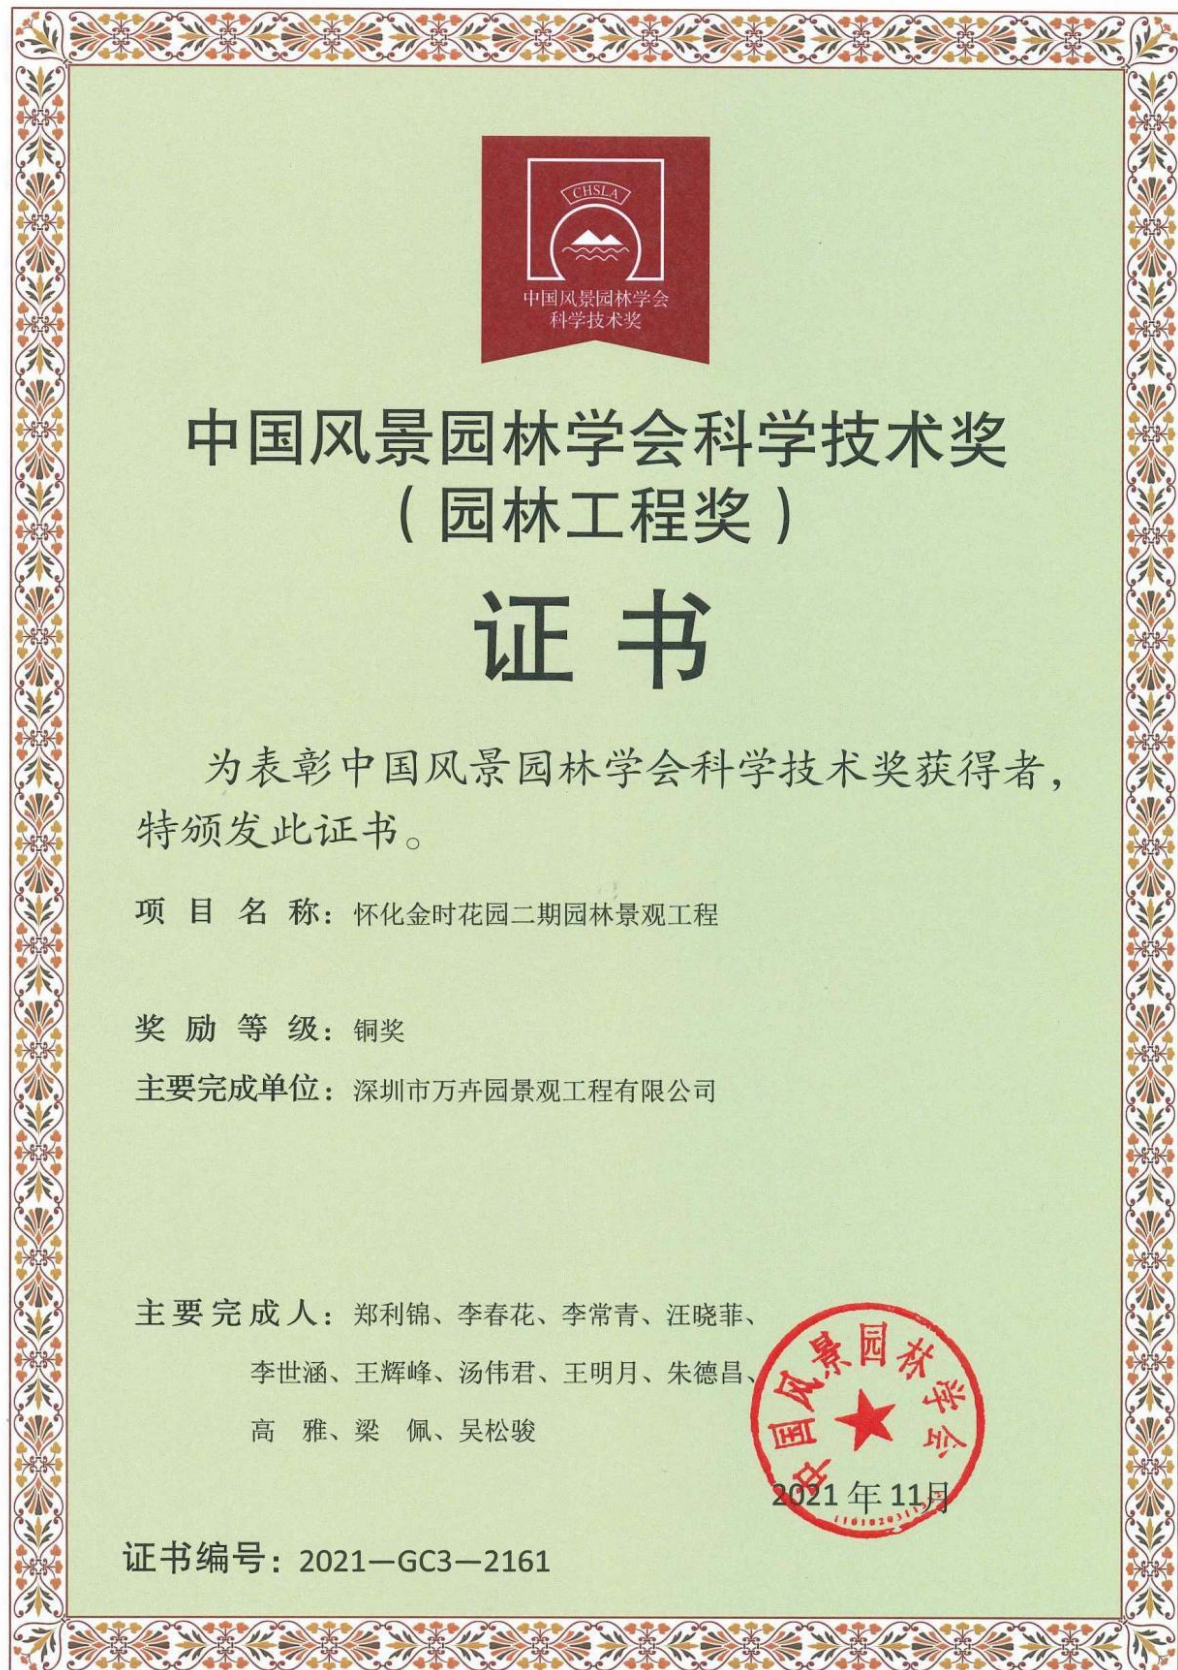 CHSLA
中国风景园林学会
科学技术奖
中国风景园林学会科学技术奖
（园林工程奖）
证书
为表彰中国风景园林学会科学技术奖获得者，
特颁发此证书。
项目名称：怀化金时花园二期园林景观工程
奖励等级：铜奖
主要完成单位：深圳市万卉园景观工程有限公司
主要完成人：郑利锦、李春花、李常青、汪晓菲、
李世涵、王辉峰、汤伟君、王明月、朱德昌、
高　雅、梁　佩、吴松骏
中国风景园林学会
2021 年 11月
证书编号：2021—GC3—2161